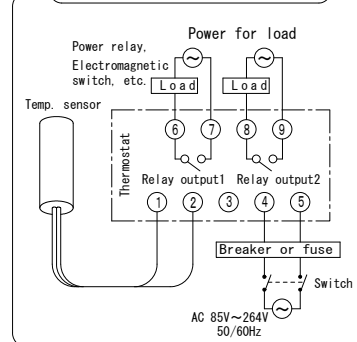 Power for load
Power relay,
Electromagnetic
switch, etc.
Load Load
Temp. sensor
6 7 8 9
Thermostat
Relay output1 Relay output2
1 2 3 4 5
Breaker or fuse
Switch
AC 85V~264V
50/60Hz